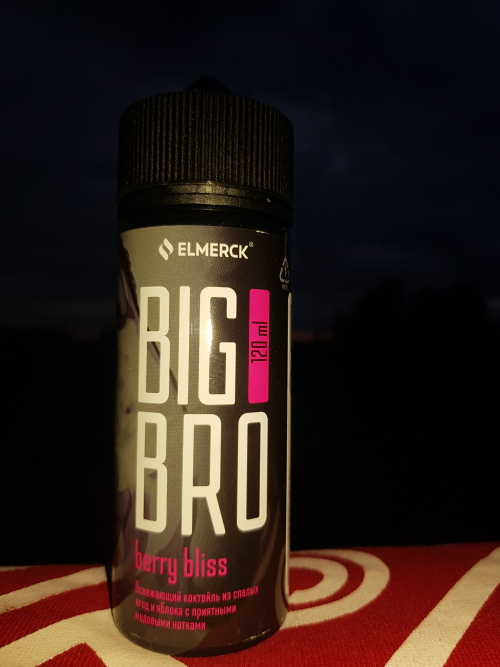 ELMERCK®
BIG
120 ml
BRO
berry bliss
Освежающий коктейль из спелых
ягод и яблока с приятными
медовыми нотками